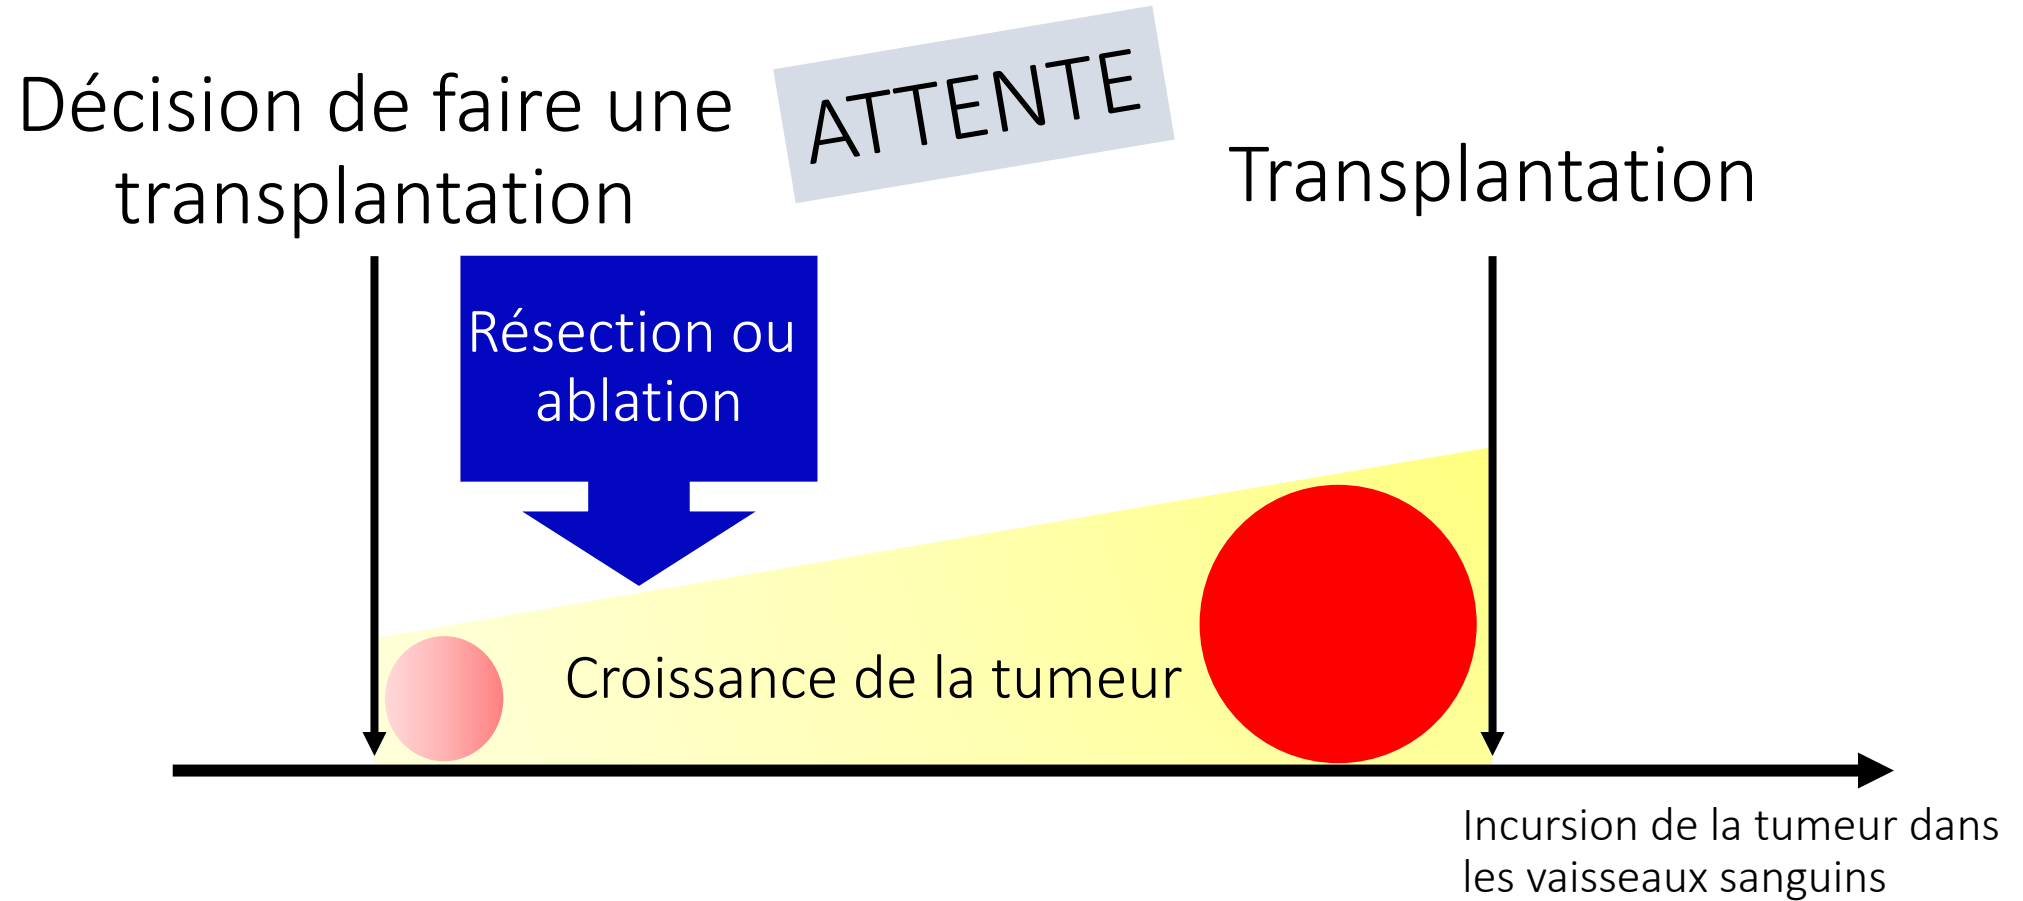 Décision de faire une
transplantation
ATTENTE
Transplantation
Résection ou
ablation
Croissance de la tumeur
Incursion de la tumeur dans
les vaisseaux sanguins